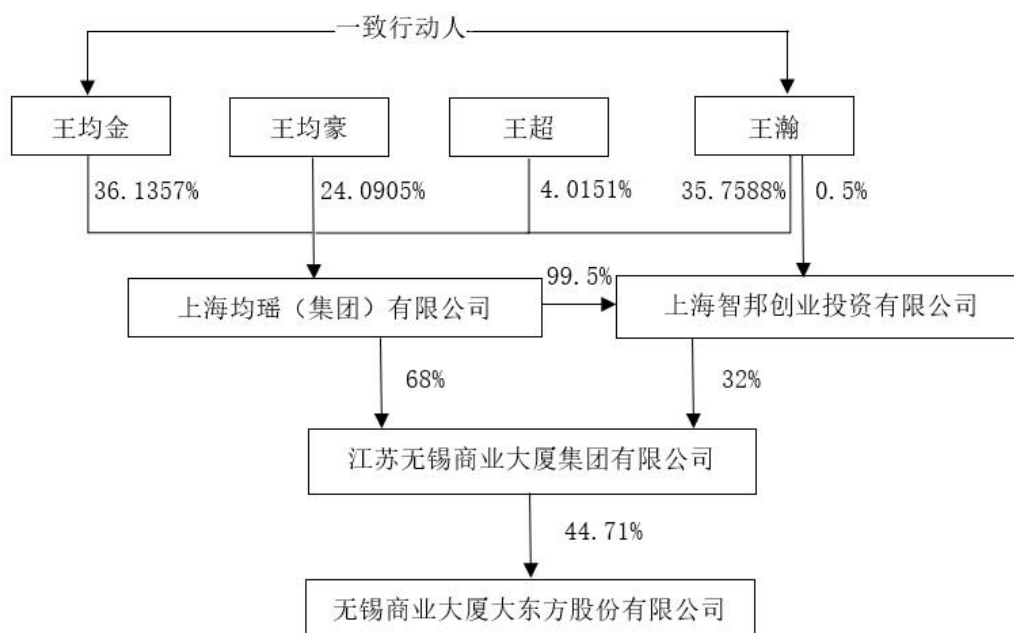 一致行动人
王均金
王均豪
王超
王瀚
36.1357%
24.0905%
4.0151%
35.7588%
0.5%
99.5%
上海均瑶（集团）有限公司
上海智邦创业投资有限公司
68%
32%
江苏无锡商业大厦集团有限公司
44.71%
无锡商业大厦大东方股份有限公司